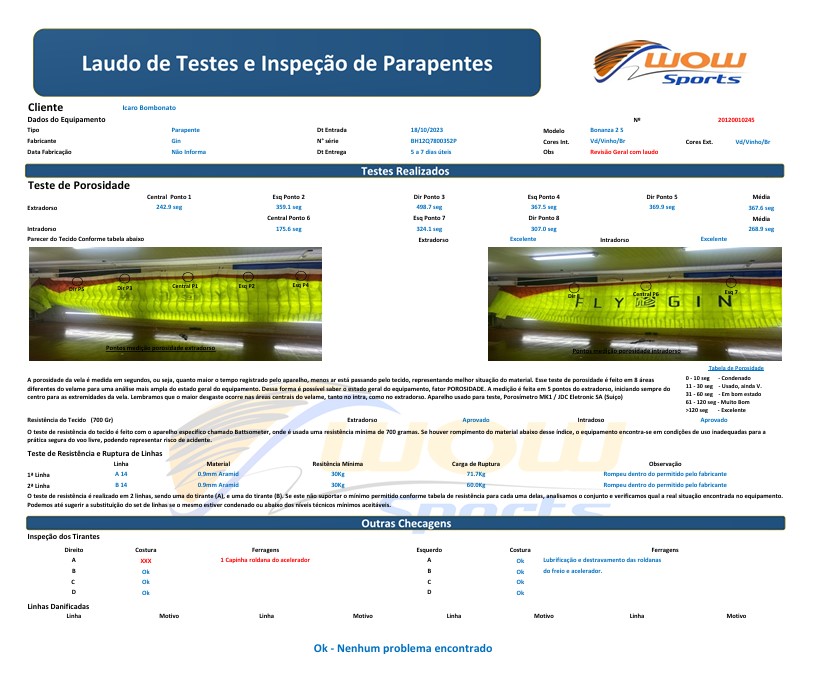 Laudo de Testes e Inspeção de Parapentes
WOW Sports
Cliente Icaro Bombonato
Dados do Equipamento Nº 20120010245
Tipo Parapente Dt Entrada 18/10/2023 Modelo Bonanza 2 S
Fabricante Gin N° série BH12Q7800352P Cores Int. Vd/Vinho/Br Cores Ext. Vd/Vinho/Br
Data Fabricação Não Informa Dt Entrega 5 a 7 dias úteis Obs Revisão Geral com laudo
Testes Realizados
Teste de Porosidade
Central Ponto 1 Esq Ponto 2 Dir Ponto 3 Esq Ponto 4 Dir Ponto 5 Média
Extradorso 242.9 seg 359.1 seg 498.7 seg 367.5 seg 369.9 seg 367.6 seg
Central Ponto 6 Esq Ponto 7 Dir Ponto 8 Média
Intradorso 175.6 seg 324.1 seg 307.0 seg 268.9 seg
Parecer do Tecido Conforme tabela abaixo Extradorso Excelente Intradorso Excelente
Dir P5 Dir P3 Central P1 Esq P2 Esq P4
Pontos medição porosidade extradorso
Dir Central P6 Esq 7
FLY GIN
Pontos medição porosidade intradorso
Tabela de Porosidade
0 - 10 seg - Condenado
11 - 30 seg - Usado, ainda V.
31 - 60 seg - Em bom estado
61 - 120 seg - Muito Bom
>120 seg - Excelente
A porosidade da vela é medida em segundos, ou seja, quanto maior o tempo registrado pelo aparelho, menos ar está passando pelo tecido, representando melhor situação do material. Esse teste de porosidade é feito em 8 áreas
diferentes do velame para uma análise mais ampla do estado geral do equipamento. Dessa forma é possível saber o estado geral do equipamento, fator POROSIDADE. A medição é feita em 5 pontos do extradorso, iniciando sempre do
centro para as extremidades da vela. Lembramos que o maior desgaste ocorre nas áreas centrais do velame, tanto no intra, como no extradorso. Aparelho usado para teste, Porosímetro MK1 / JDC Eletronic SA (Suíço)
Resistência do Tecido (700 Gr) Extradorso Aprovado Intradoso Aprovado
O teste de resistência do tecido é feito com o aparelho específico chamado Battsometer, onde é usada uma resistência mínima de 700 gramas. Se houver rompimento do material abaixo desse índice, o equipamento encontra-se em condições de uso inadequadas para a
prática segura do voo livre, podendo representar risco de acidente.
Teste de Resistência e Ruptura de Linhas
Linha Material Resitência Mínima Carga de Ruptura Observação
1ª Linha A 14 0.9mm Aramid 30Kg 71.7Kg Rompeu dentro do permitido pelo fabricante
2ª Linha B 14 0.9mm Aramid 30Kg 60.0Kg Rompeu dentro do permitido pelo fabricante
O teste de resistência é realizado em 2 linhas, sendo uma do tirante (A), e uma do tirante (B). Se este não suportar o mínimo permitido conforme tabela de resistência para cada uma delas, analisamos o conjunto e verificamos qual a real situação encontrada no equipamento.
Podemos até sugerir a substituição do set de linhas se o mesmo estiver condenado ou abaixo dos níveis técnicos mínimos aceitáveis.
Outras Checagens
Inspeção dos Tirantes
Direito Costura Ferragens Esquerdo Costura Ferragens
A XXX 1 Capinha roldana do acelerador A Ok Lubrificação e destravamento das roldanas
B Ok B Ok do freio e acelerador.
C Ok C Ok
D Ok D Ok
Linhas Danificadas
Linha Motivo Linha Motivo Linha Motivo Linha Motivo
Ok - Nenhum problema encontrado